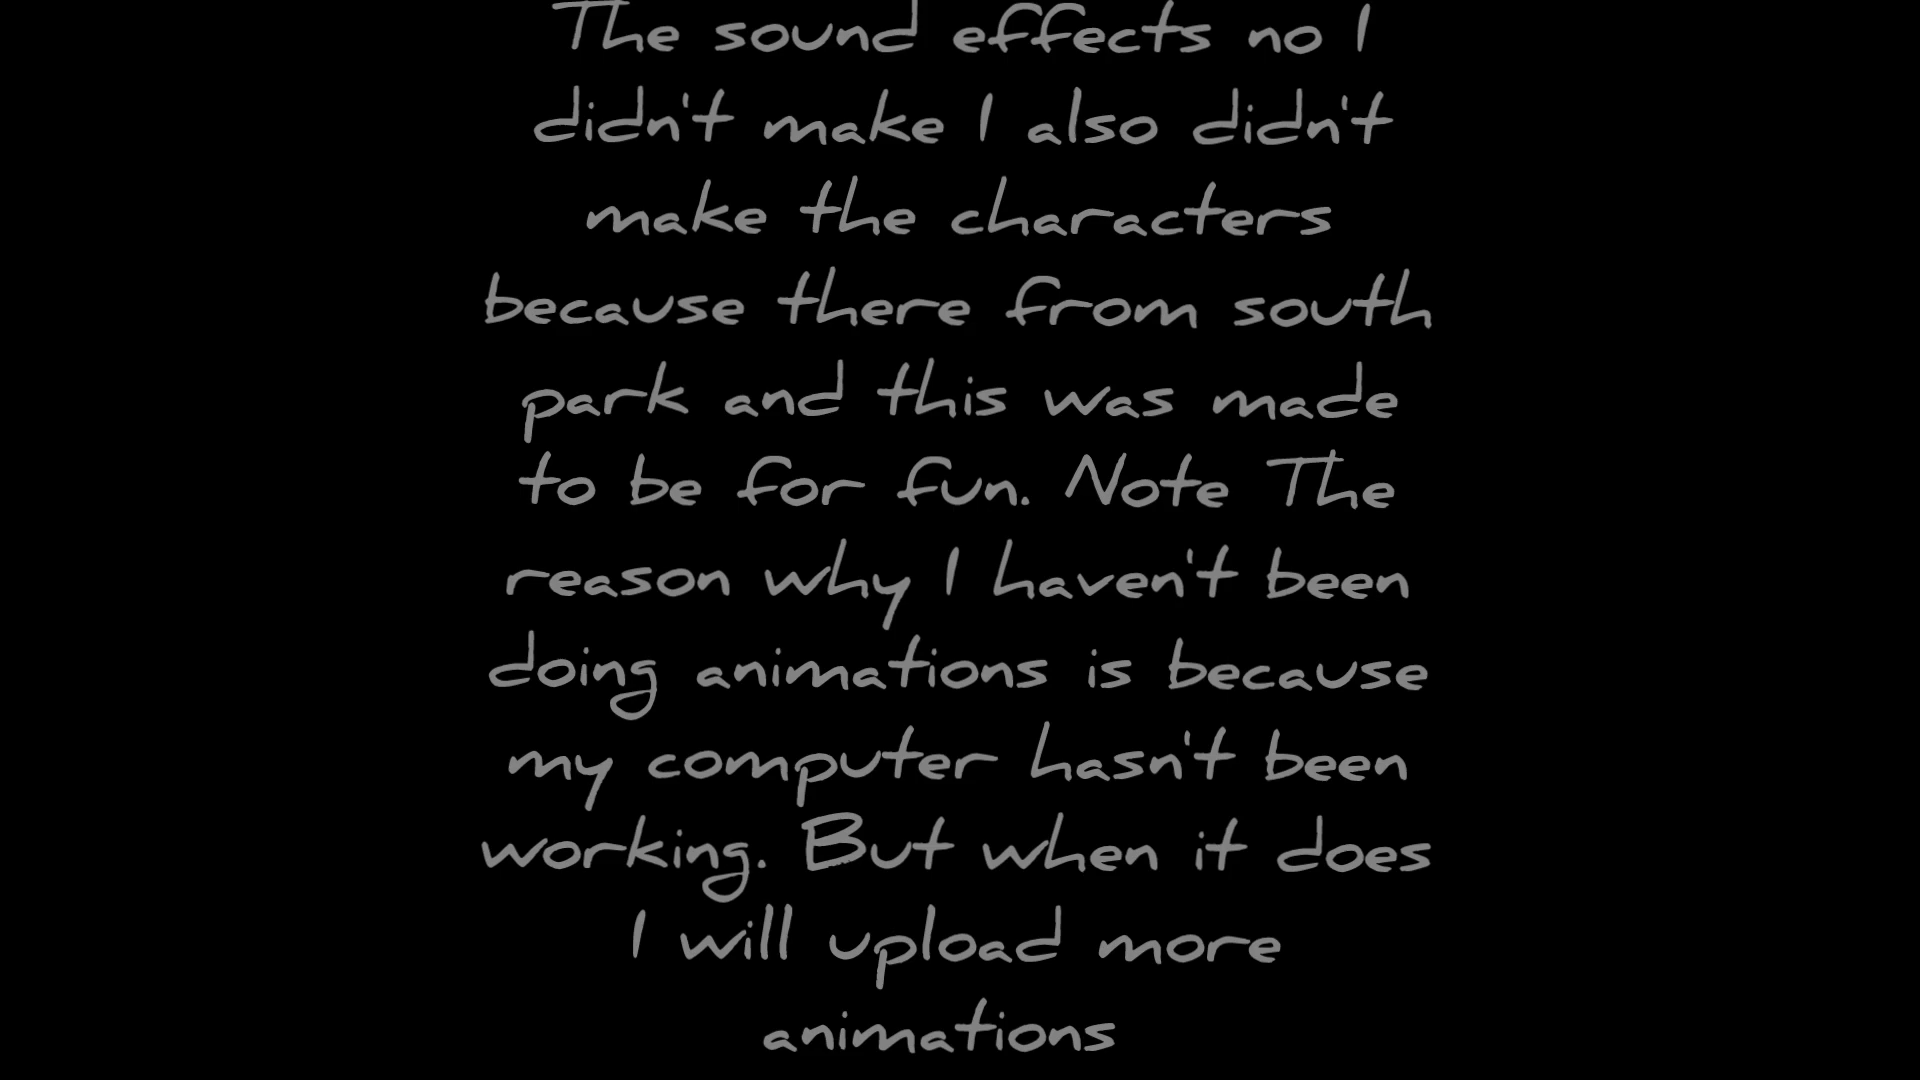 The sound effects no I
didn't make I also didn't
make the characters
because there from south
park and this was made
to be for fun. Note The
reason why I haven't been
doing animations is because
my computer hasn't been
working. But when it does
I will upload more
animations